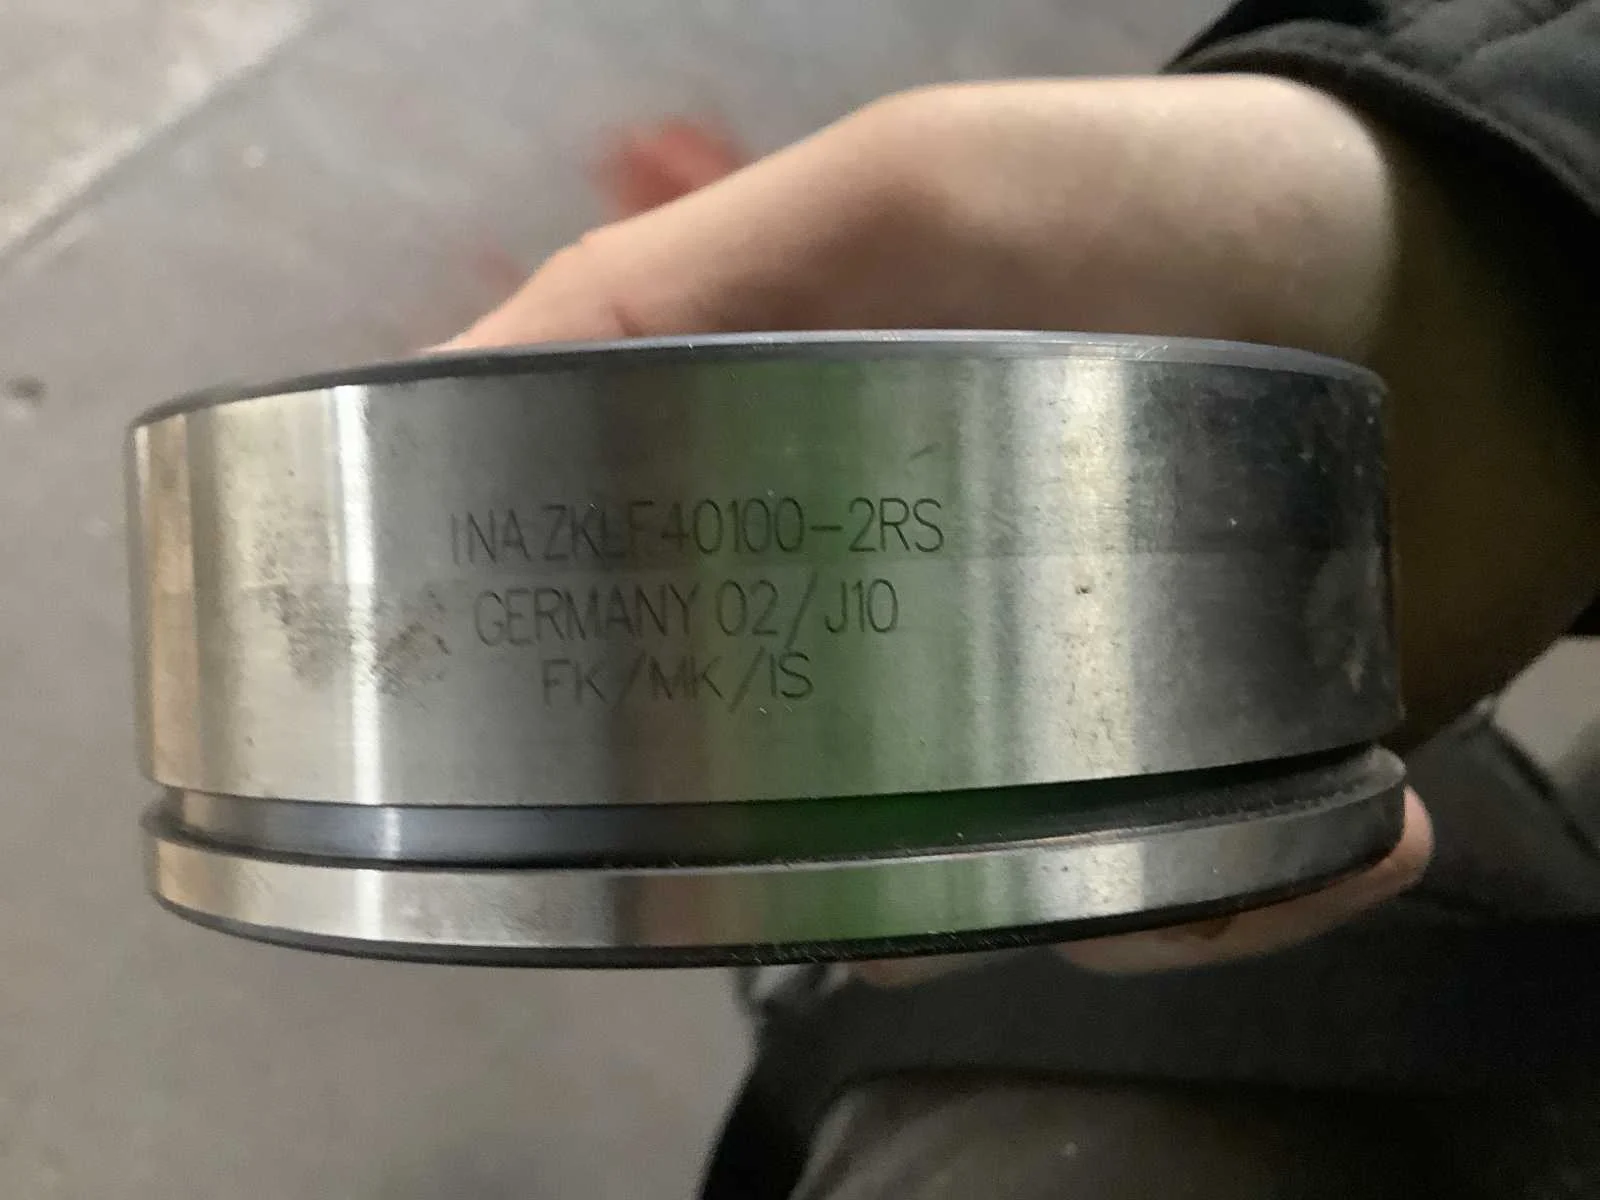 INA ZKLF40100-2RS
GERMANY 02/J10
FK/MK/IS